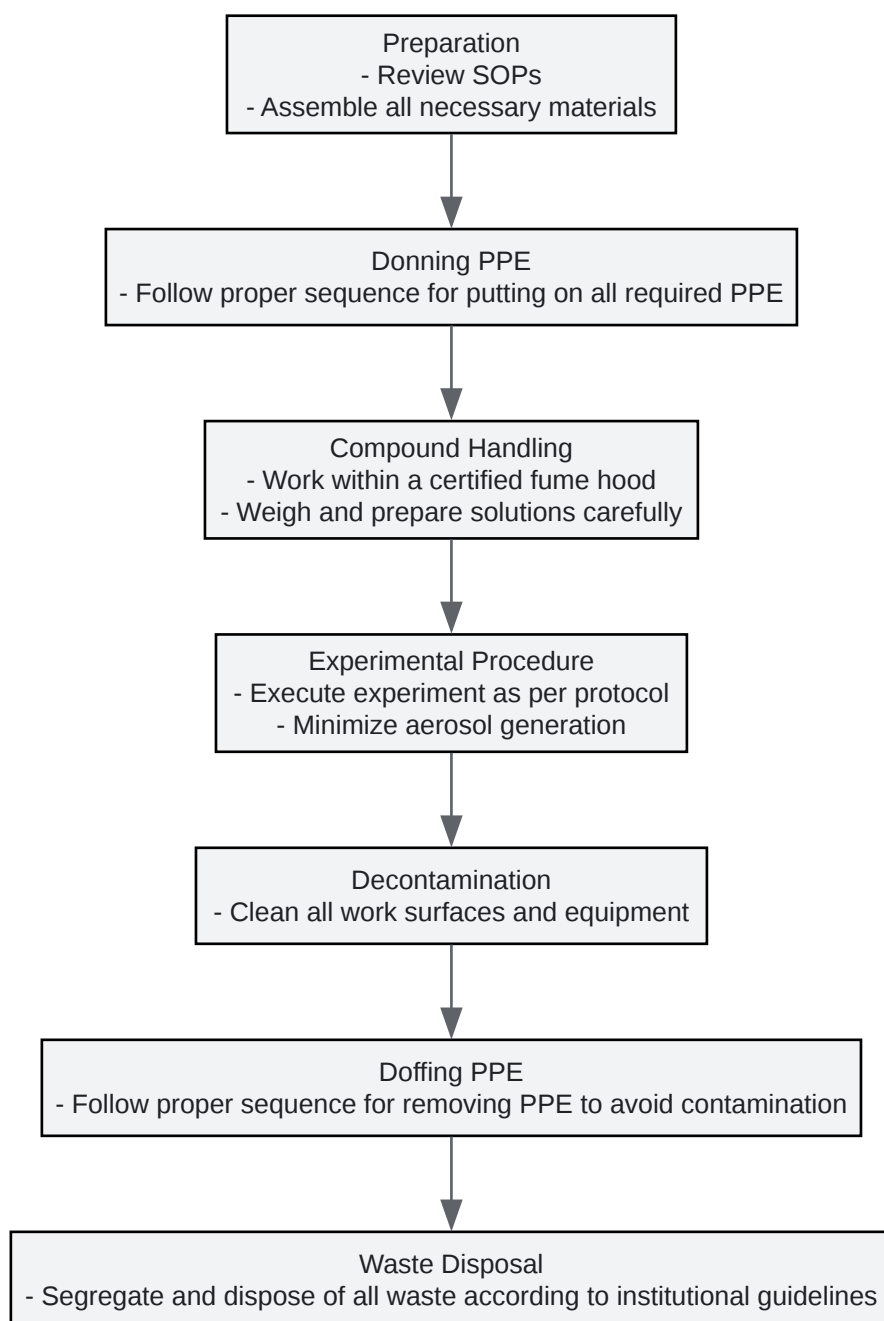 Preparation
- Review SOPs
- Assemble all necessary materials
Donning PPE
- Follow proper sequence for putting on all required PPE
Compound Handling
- Work within a certified fume hood
- Weigh and prepare solutions carefully
Experimental Procedure
- Execute experiment as per protocol
- Minimize aerosol generation
Decontamination
- Clean all work surfaces and equipment
Doffing PPE
- Follow proper sequence for removing PPE to avoid contamination
Waste Disposal
- Segregate and dispose of all waste according to institutional guidelines